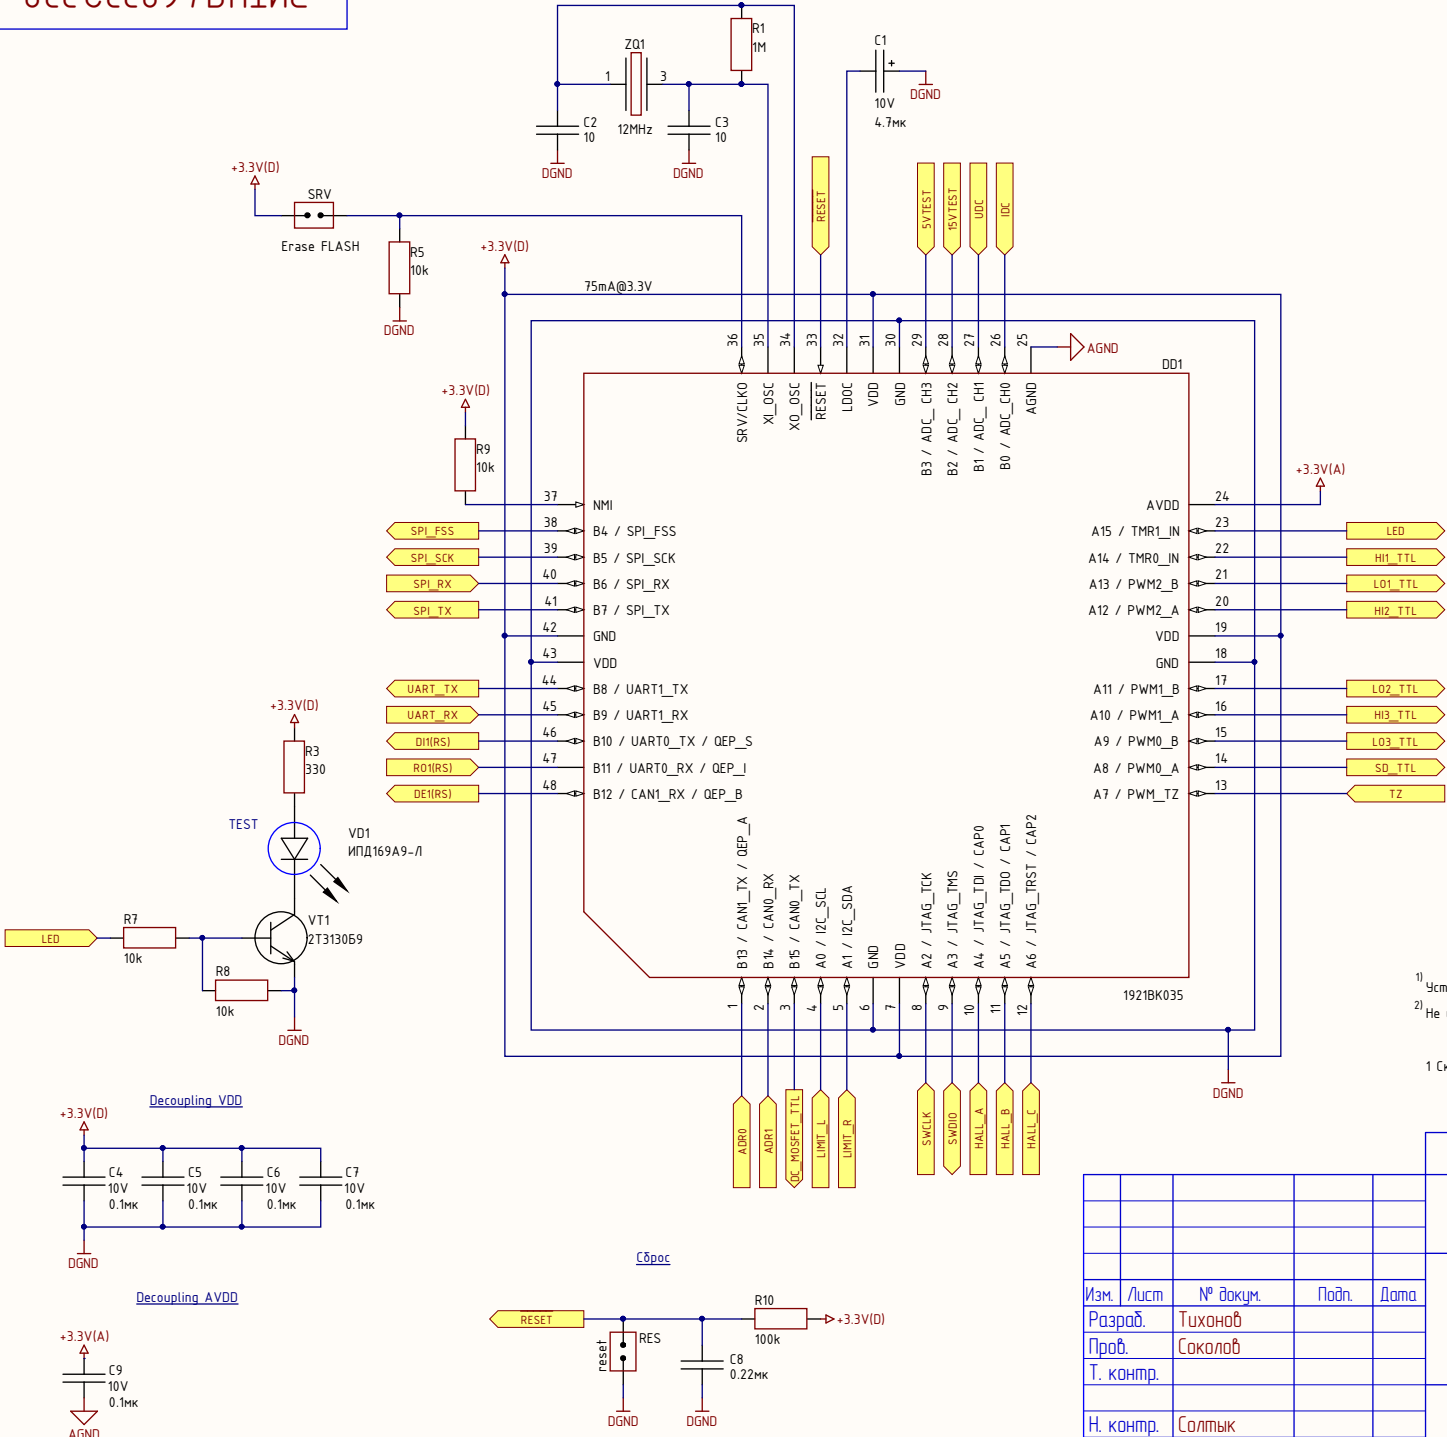 R1
1M
ZQ1
1
3
12MHz
C2
10
DGND
C3
10
DGND
C1
+
10V
4.7мк
DGND
+3.3V(D)
SRV
Erase FLASH
R5
10k
DGND
+3.3V(D)
75mA@3.3V
RESET
5VTEST
15VTEST
UDC
IDC
36
35
34
33
32
31
30
29
28
27
26
25
AGND
DD1
SRV/CLKO
XI_OSC
XO_OSC
RESET
LDOC
VDD
GND
B3 / ADC_ CH3
B2 / ADC_ CH2
B1 / ADC_ CH1
B0 / ADC_CH0
AGND
+3.3V(D)
R9
10k
37 NMI
SPI_FSS 38 B4 / SPI_FSS
SPI_SCK 39 B5 / SPI_SCK
SPI_RX 40 B6 / SPI_RX
SPI_TX 41 B7 / SPI_TX
42 GND
43 VDD
UART_TX 44 B8 / UART1_TX
UART_RX 45 B9 / UART1_RX
DI1(RS) 46 B10 / UART0_TX / QEP_S
RO1(RS) 47 B11 / UART0_RX / QEP_I
DE1(RS) 48 B12 / CAN1_RX / QEP_B
+3.3V(A)
AVDD 24
A15 / TMR1_IN 23 LED
A14 / TMR0_IN 22 HI1_TTL
A13 / PWM2_B 21 LO1_TTL
A12 / PWM2_A 20 HI2_TTL
VDD 19
GND 18
A11 / PWM1_B 17 LO2_TTL
A10 / PWM1_A 16 HI3_TTL
A9 / PWM0_B 15 LO3_TTL
A8 / PWM0_A 14 SD_TTL
A7 / PWM_TZ 13 TZ
B13 / CAN1_TX / QEP_A
B14 / CAN0_RX
B15 / CAN0_TX
A0 / I2C_SCL
A1 / I2C_SDA
GND
VDD
A2 / JTAG_TCK
A3 / JTAG_TMS
A4 / JTAG_TDI / CAP0
A5 / JTAG_TDO / CAP1
A6 / JTAG_TRST / CAP2
1921ВК035
1
2
3
4
5
6
7
8
9
10
11
12
ADR0
ADR1
DC_MOSFET_TTL
LIMIT_L
LIMIT_R
SWCLK
SWDIO
HALL_A
HALL_B
HALL_C
DGND
+3.3V(D)
R3
330
TEST
VD1
ИПД169А9-Л
VT1
2Т3130Б9
LED
R7
10k
R8
10k
DGND
1)
2) Не
1
Decoupling VDD
+3.3V(D)
C4
10V
0.1мк
C5
10V
0.1мк
C6
10V
0.1мк
C7
10V
0.1мк
DGND
Decoupling AVDD
+3.3V(A)
C9
10V
0.1мк
AGND
Сброс
RESET
reset
RES
DGND
C8
0.22мк
DGND
R10
100k
+3.3V(D)
Изм. Лист № докум. Подп. Дата
Разраб. Тихонов
Пров. Соколов
Т. контр.
Н. контр. Солтык